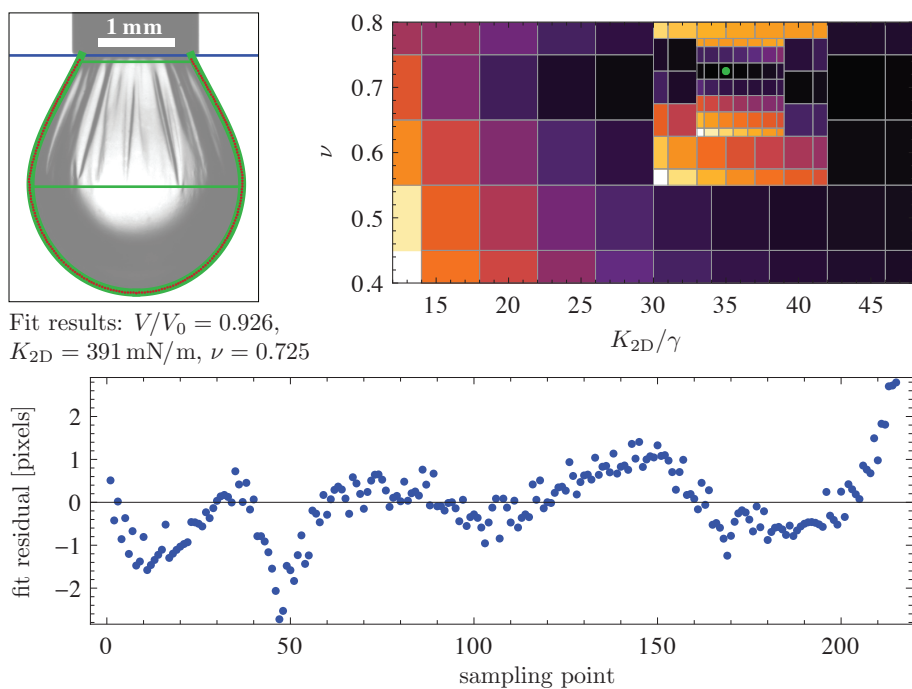 1 mm
Fit results: V/V₀ = 0.926,
K₂D = 391 mN/m, ν = 0.725
0.8
0.7
0.6
0.5
0.4
ν
15 20 25 30 35 40 45
K₂D/γ
2
1
0
−1
−2
fit residual [pixels]
0 50 100 150 200
sampling point